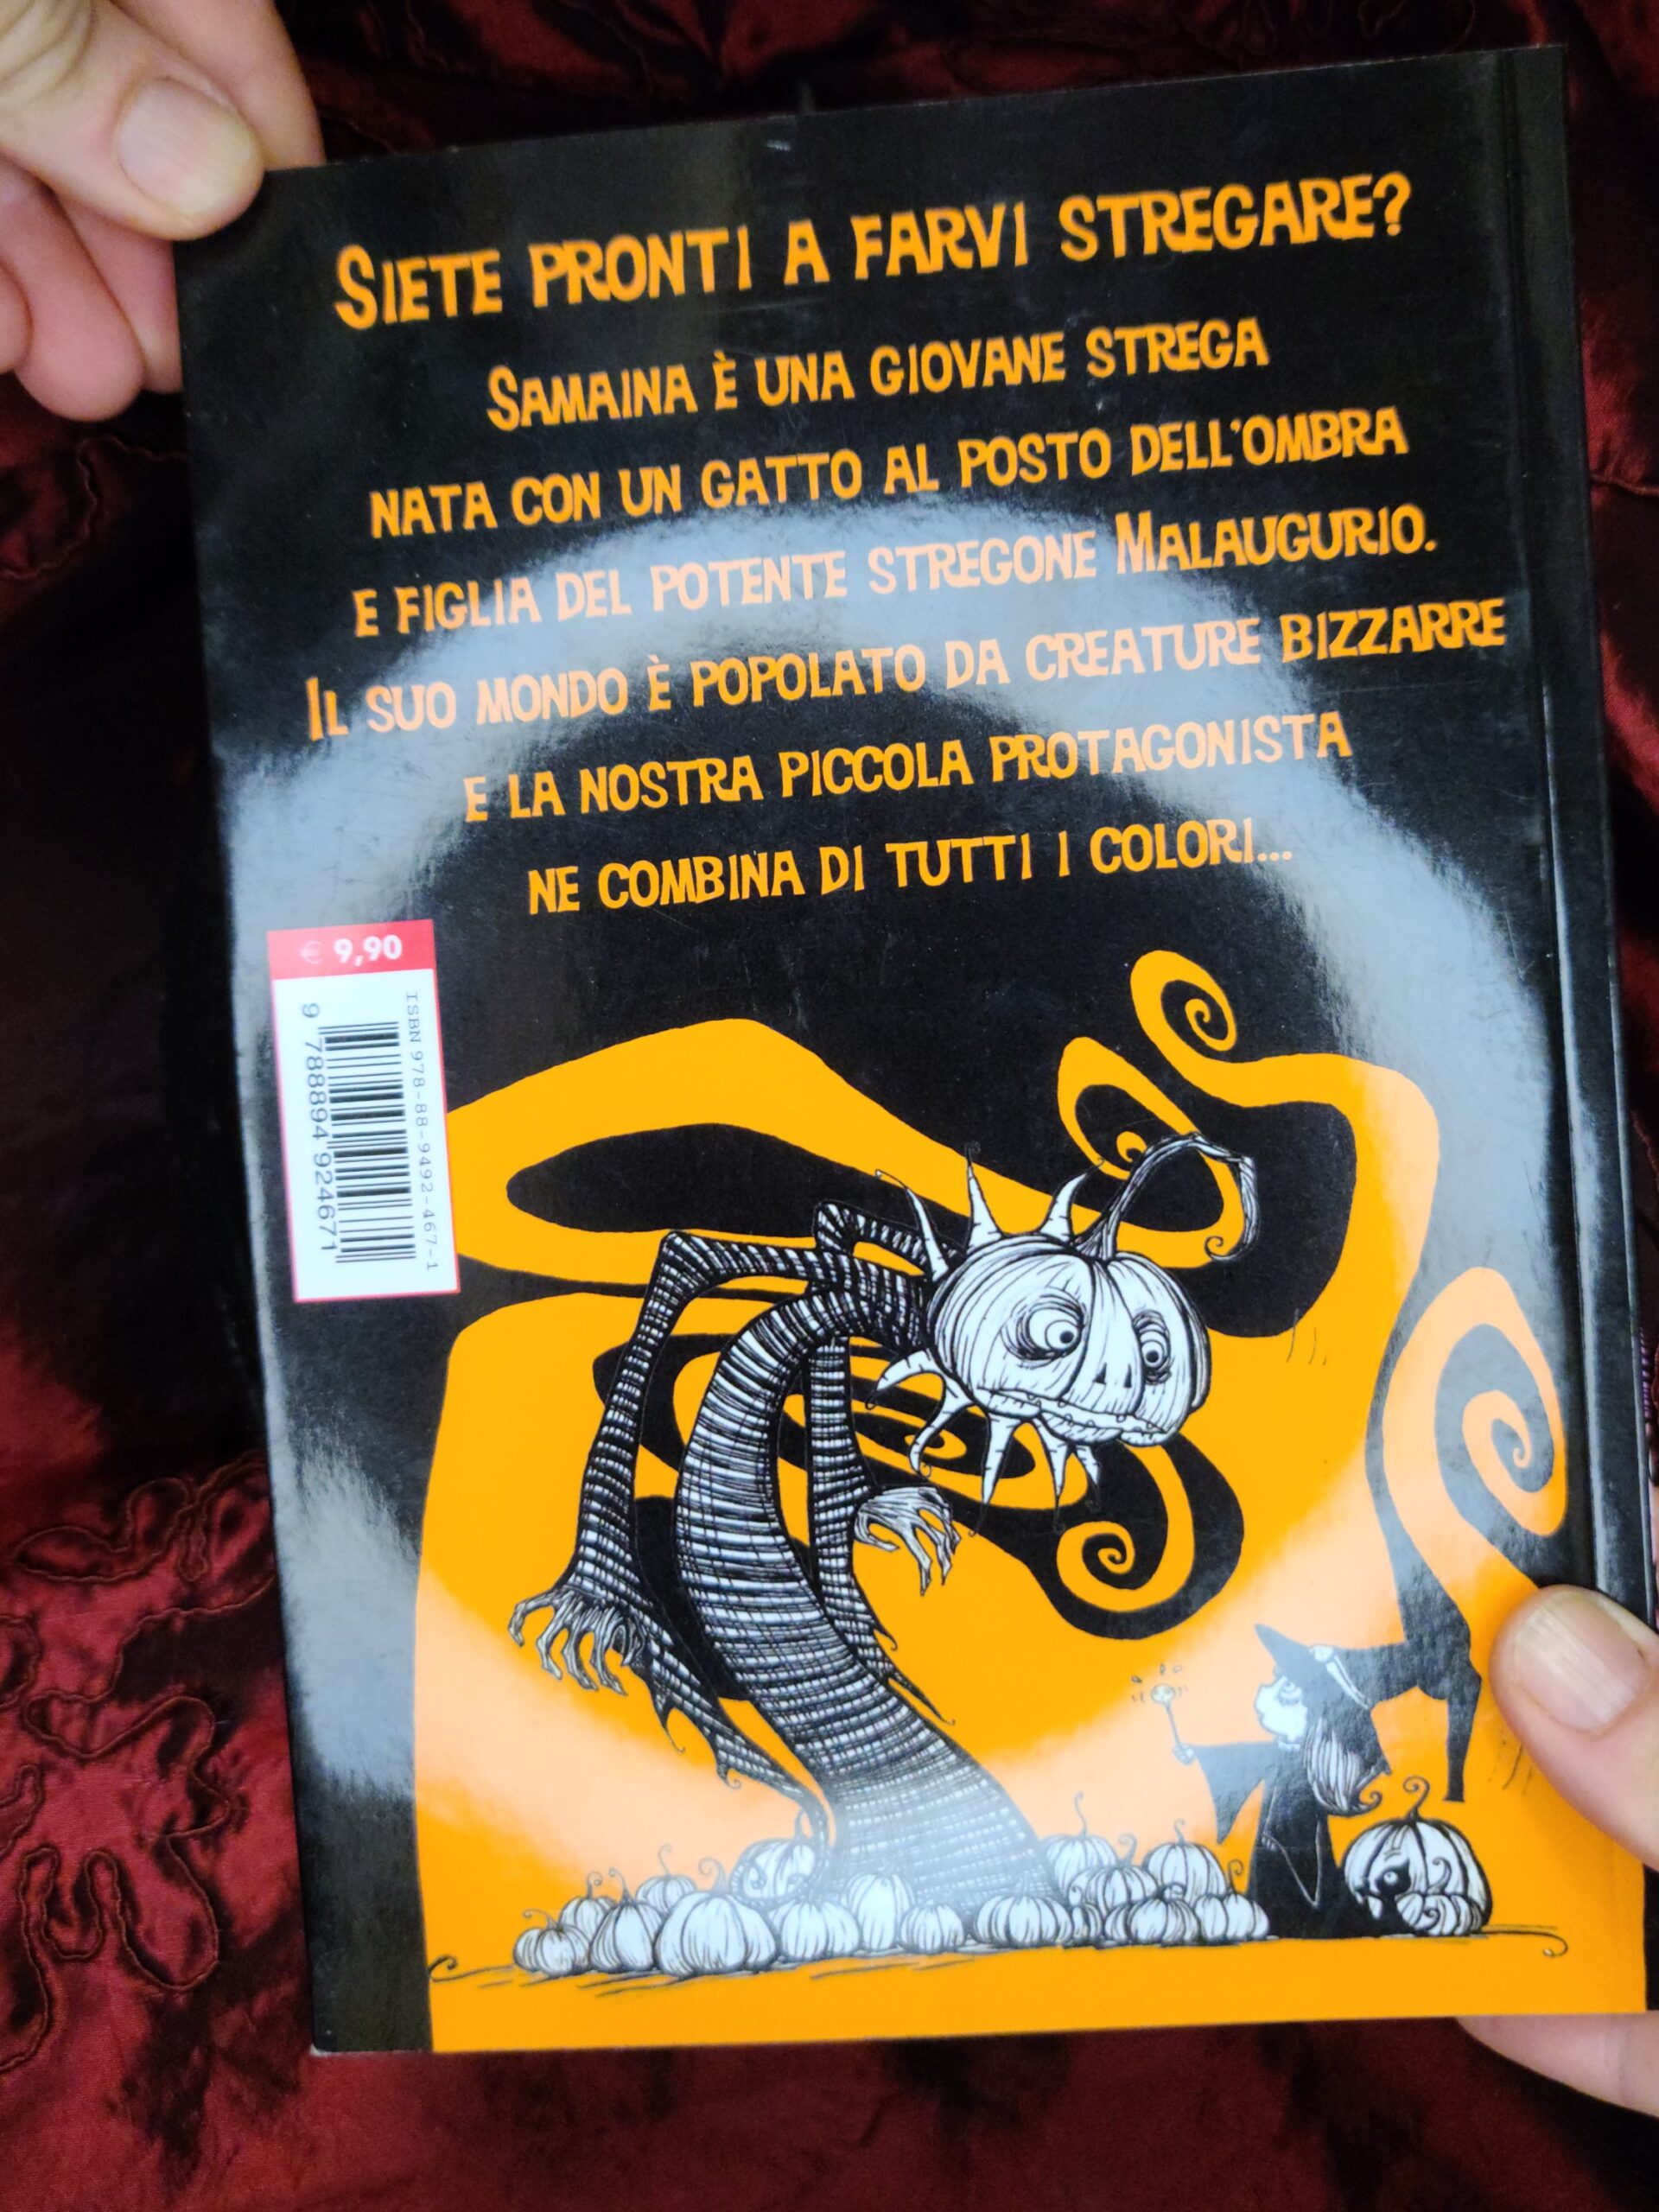 SIETE PRONTI A FARVI STREGARE?
SAMAINA È UNA GIOVANE STREGA
NATA CON UN GATTO AL POSTO DELL'OMBRA
E FIGLIA DEL POTENTE STREGONE MALAUGURIO.
IL SUO MONDO È POPOLATO DA CREATURE BIZZARRE
E LA NOSTRA PICCOLA PROTAGONISTA
NE COMBINA DI TUTTI I COLORI...
€ 9,90
ISBN 978-88-9492-467-1
9 788894 924671